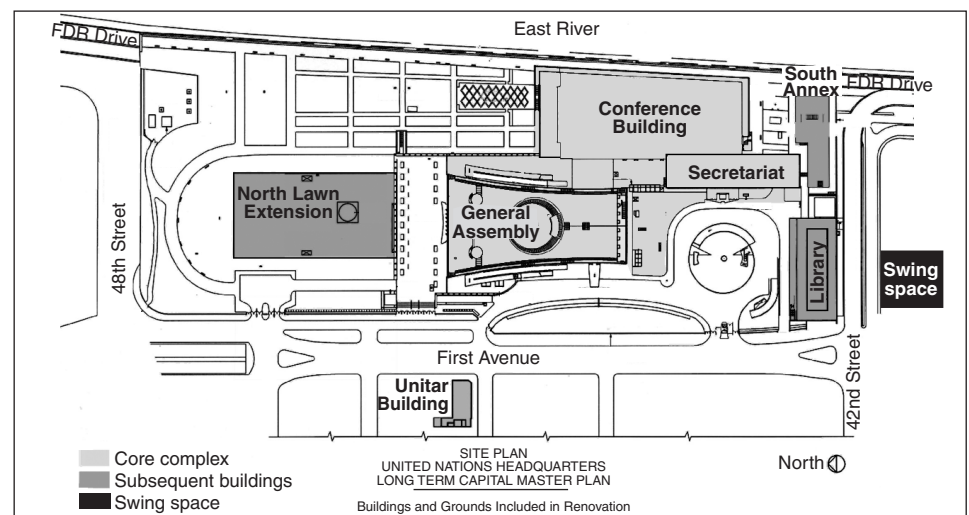 East River
FDR Drive
South
Annex
FDR Drive
Conference
Building
Secretariat
North Lawn
Extension
General
Assembly
48th Street
Library
Swing
space
First Avenue
42nd Street
Unitar
Building
SITE PLAN
UNITED NATIONS HEADQUARTERS
LONG TERM CAPITAL MASTER PLAN
Buildings and Grounds Included in Renovation
North
Core complex
Subsequent buildings
Swing space